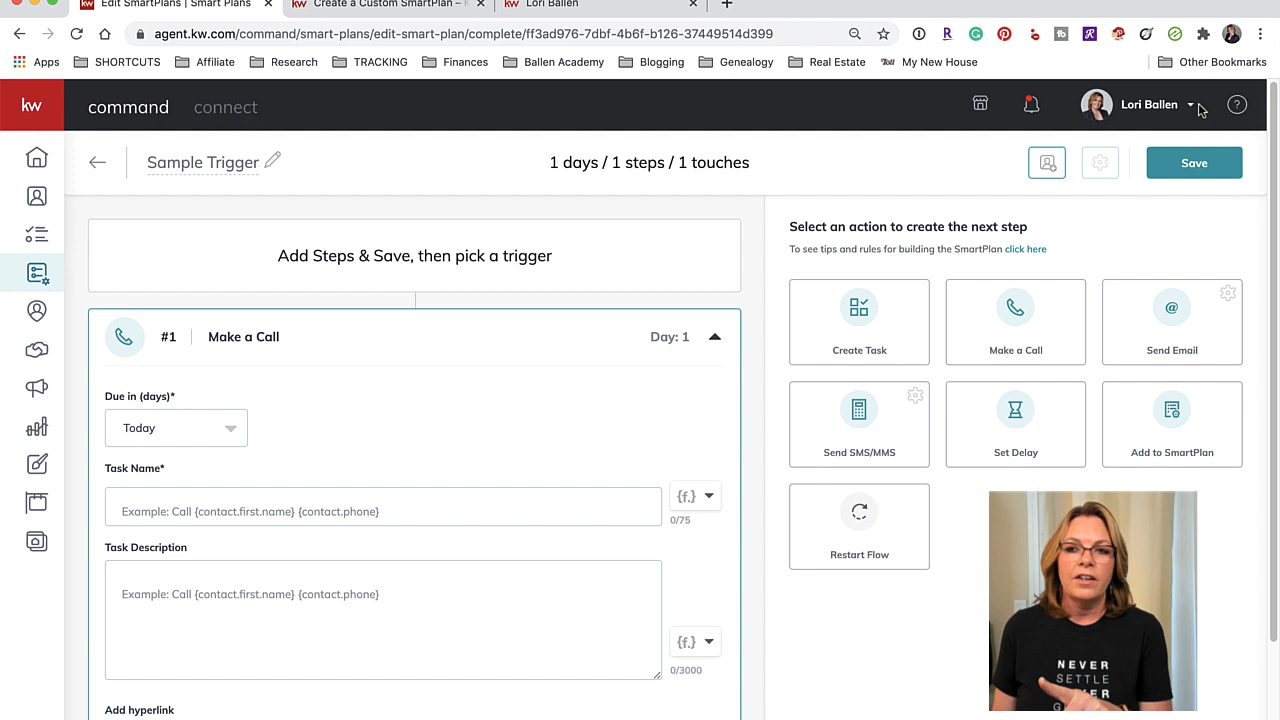 Edit SmartPlans | Smart Plans
Create a Custom SmartPlan –
Lori Ballen
agent.kw.com/command/smart-plans/edit-smart-plan/complete/ff3ad976-7dbf-4b6f-b126-37449514d393
Apps SHORTCUTS Affiliate Research TRACKING Finances Ballen Academy Blogging Genealogy Real Estate My New House Other Bookmarks
kw command connect Lori Ballen ?
Sample Trigger 1 days / 1 steps / 1 touches Save
Add Steps & Save, then pick a trigger
#1 Make a Call Day: 1
Due in (days)*
Today
Task Name*
Example: Call {contact.first.name} {contact.phone} {f.}
0/75
Task Description
Example: Call {contact.first.name} {contact.phone}
{f.}
0/3000
Add hyperlink
Select an action to create the next step
To see tips and rules for building the SmartPlan click here
Create Task Make a Call Send Email
Send SMS/MMS Set Delay Add to SmartPlan
Restart Flow
NEVER
SETTLE